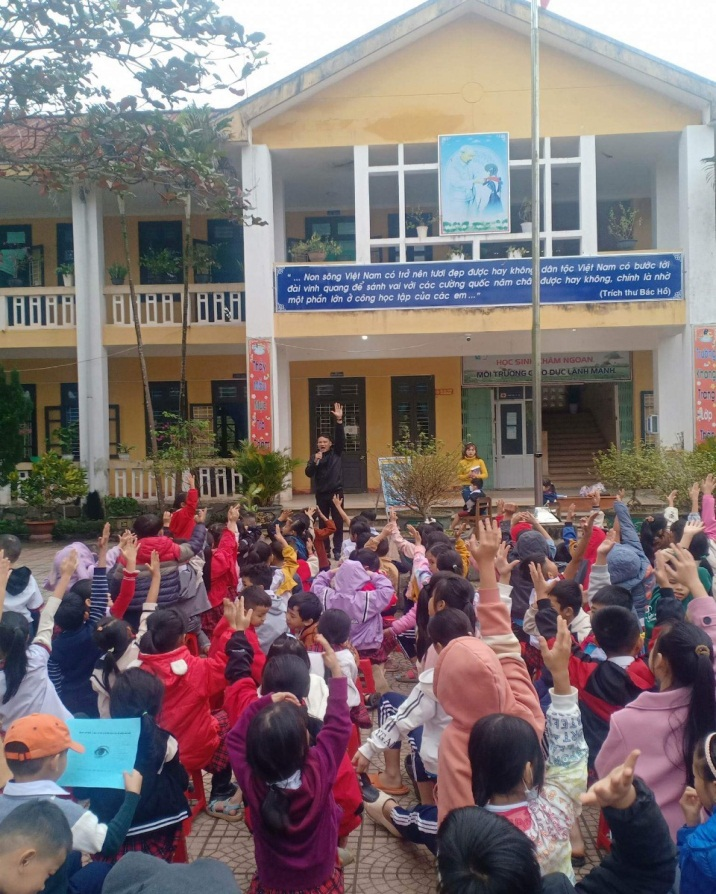 " ... Non sông Việt Nam có trở nên tươi đẹp được hay không, dân tộc Việt Nam có bước tới
đài vinh quang để sánh vai với các cường quốc năm châu được hay không, chính là nhờ
một phần lớn ở công học tập của các em ... "
(Trích thư Bác Hồ)
HỌC SINH CHĂM NGOAN
MÔI TRƯỜNG GIÁO DỤC LÀNH MẠNH